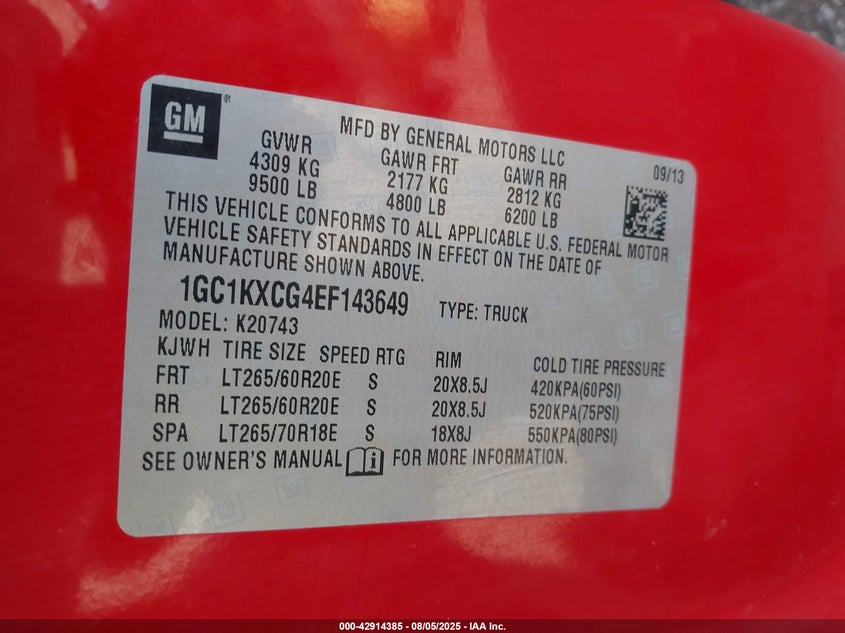 GM®
MFD BY GENERAL MOTORS LLC
09/13
GVWR GAWR FRT GAWR RR
4309 KG 2177 KG 2812 KG
9500 LB 4800 LB 6200 LB
THIS VEHICLE CONFORMS TO ALL APPLICABLE U.S. FEDERAL MOTOR
VEHICLE SAFETY STANDARDS IN EFFECT ON THE DATE OF
MANUFACTURE SHOWN ABOVE.
1GC1KXCG4EF143649 TYPE: TRUCK
MODEL: K20743
KJWH TIRE SIZE SPEED RTG RIM COLD TIRE PRESSURE
FRT LT265/60R20E S 20X8.5J 420KPA(60PSI)
RR LT265/60R20E S 20X8.5J 520KPA(75PSI)
SPA LT265/70R18E S 18X8J 550KPA(80PSI)
SEE OWNER'S MANUAL FOR MORE INFORMATION.
000-42914385 - 08/05/2025 - IAA Inc.